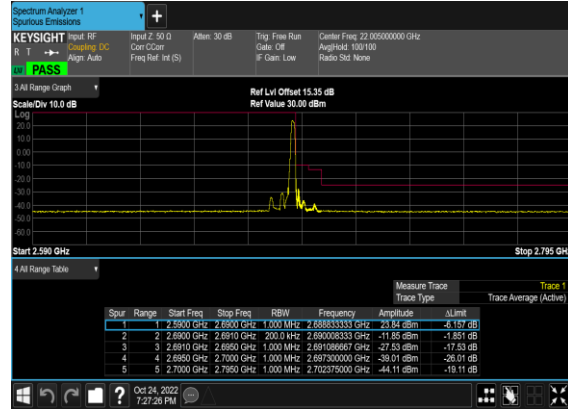 Spectrum Analyzer 1
Spurious Emissions
+
KEYSIGHT Input: RF Input Z: 50 Ω Atten: 30 dB Trig: Free Run Center Freq: 22.005000000 GHz
R T Coupling: DC Corr CCorr Gate: Off Avg|Hold: 100/100
Align: Auto Freq Ref: Int (S) IF Gain: Low Radio Std: None
PASS
3 All Range Graph Ref Lvl Offset 15.35 dB
Scale/Div 10.0 dB Ref Value 30.00 dBm
Log
20.0
10.0
0.00
-10.0
-20.0
-30.0
-40.0
-50.0
-60.0
Start 2.590 GHz Stop 2.795 GHz
4 All Range Table
Measure Trace Trace 1
Trace Type Trace Average (Active)
Spur Range Start Freq Stop Freq RBW Frequency Amplitude ΔLimit
1 1 2.5900 GHz 2.6900 GHz 1.000 MHz 2.688833333 GHz 23.84 dBm -6.157 dB
2 2 2.6900 GHz 2.6910 GHz 200.0 kHz 2.690008333 GHz -11.85 dBm -1.851 dB
3 3 2.6910 GHz 2.6950 GHz 1.000 MHz 2.691086667 GHz -27.53 dBm -17.53 dB
4 4 2.6950 GHz 2.7000 GHz 1.000 MHz 2.697300000 GHz -39.01 dBm -26.01 dB
5 5 2.7000 GHz 2.7950 GHz 1.000 MHz 2.702375000 GHz -44.11 dBm -19.11 dB
? Oct 24, 2022
7:27:26 PM